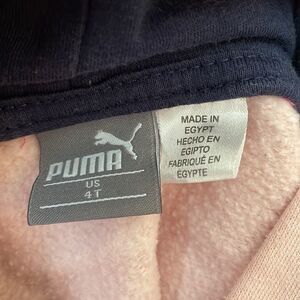 PUMA
US
4T
MADE IN
EGYPT
HECHO EN
EGIPTO
FABRIQUÉ EN
ÉGYPTE